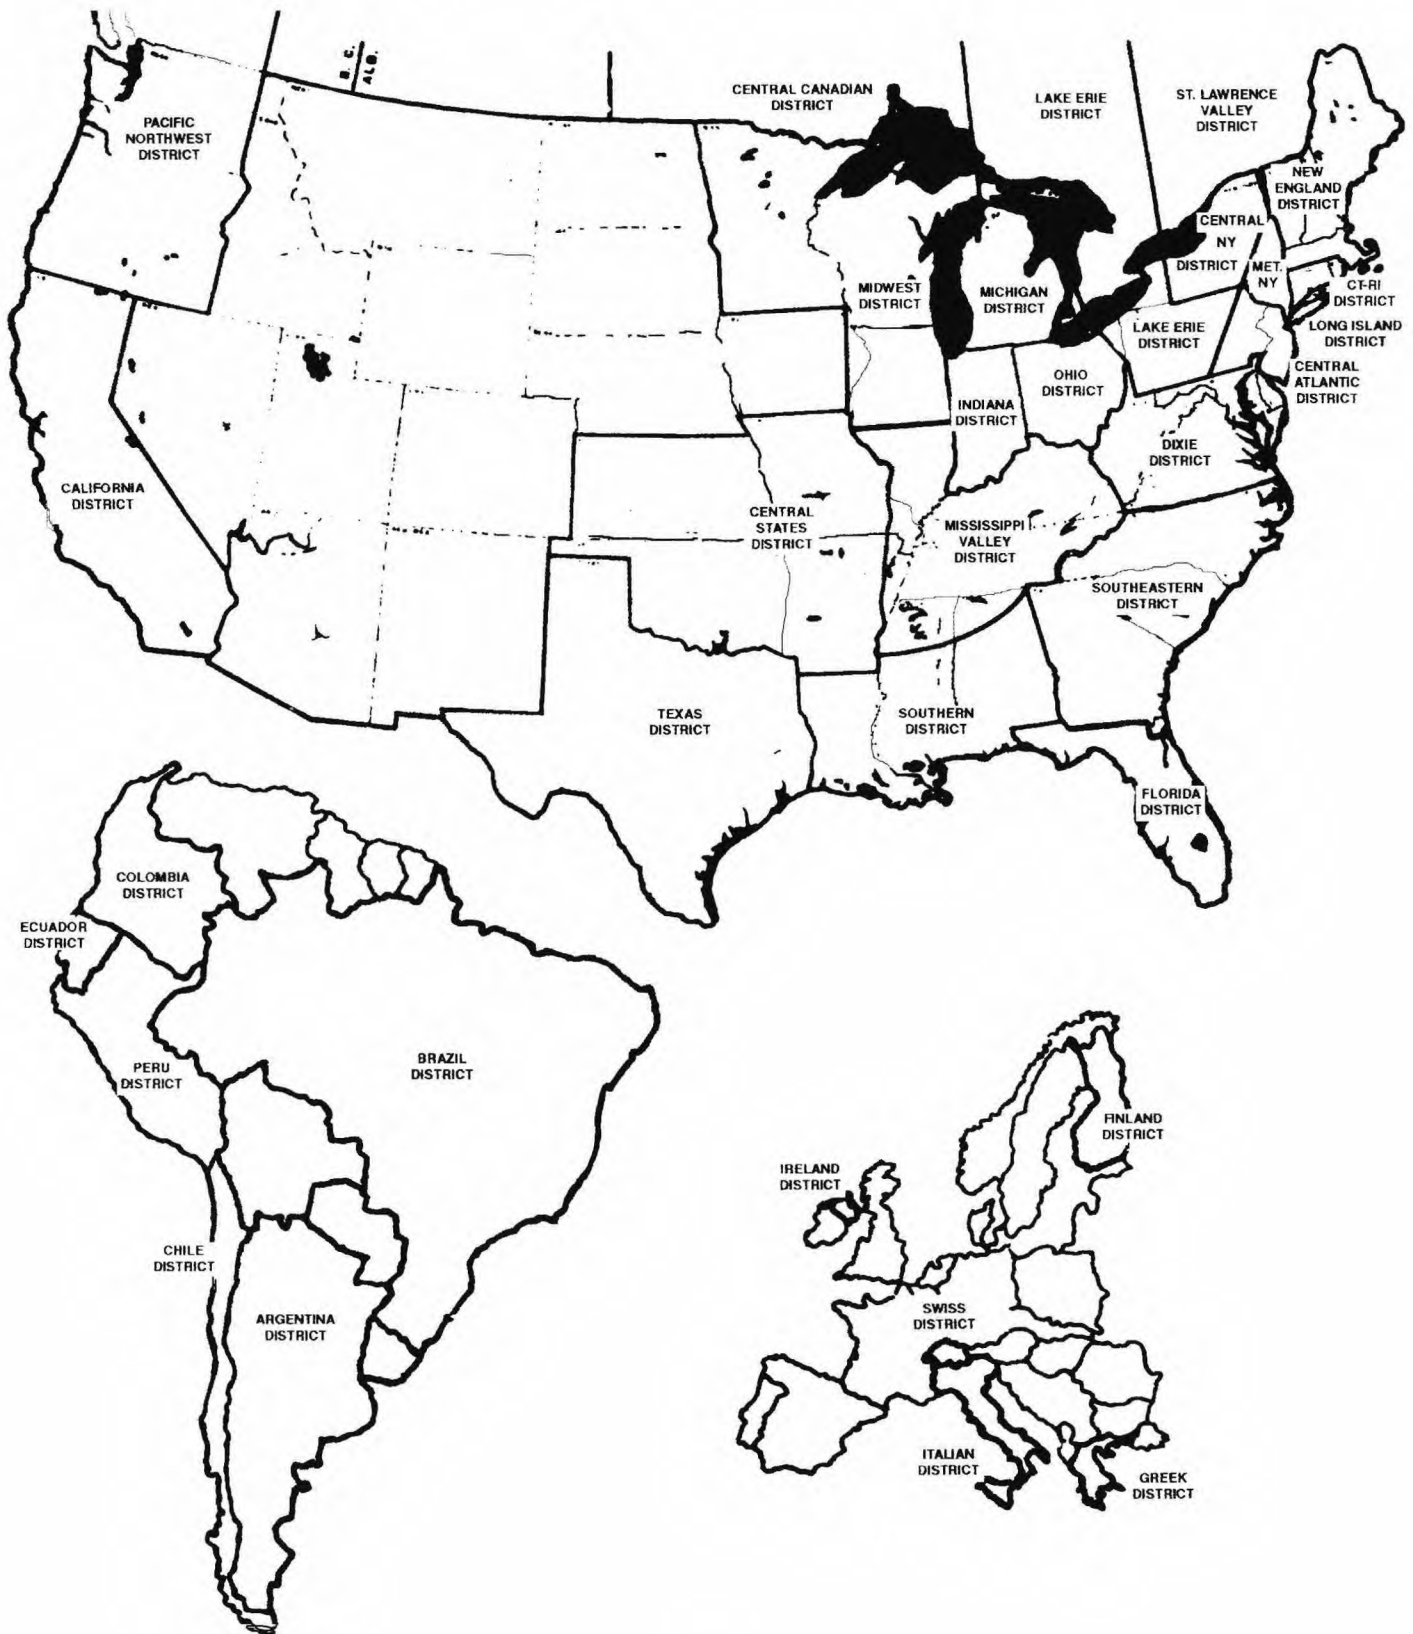 B. C.
ALB.
CENTRAL CANADIAN
DISTRICT
LAKE ERIE
DISTRICT
ST. LAWRENCE
VALLEY
DISTRICT
PACIFIC
NORTHWEST
DISTRICT
NEW
ENGLAND
DISTRICT
CENTRAL
NY
DISTRICT
MET.
NY
MIDWEST
DISTRICT
MICHIGAN
DISTRICT
CT-RI
DISTRICT
LAKE ERIE
DISTRICT
LONG ISLAND
DISTRICT
OHIO
DISTRICT
CENTRAL
ATLANTIC
DISTRICT
INDIANA
DISTRICT
DIXIE
DISTRICT
CALIFORNIA
DISTRICT
CENTRAL
STATES
DISTRICT
MISSISSIPPI
VALLEY
DISTRICT
SOUTHEASTERN
DISTRICT
TEXAS
DISTRICT
SOUTHERN
DISTRICT
FLORIDA
DISTRICT
COLOMBIA
DISTRICT
ECUADOR
DISTRICT
PERU
DISTRICT
BRAZIL
DISTRICT
CHILE
DISTRICT
ARGENTINA
DISTRICT
FINLAND
DISTRICT
IRELAND
DISTRICT
SWISS
DISTRICT
ITALIAN
DISTRICT
GREEK
DISTRICT